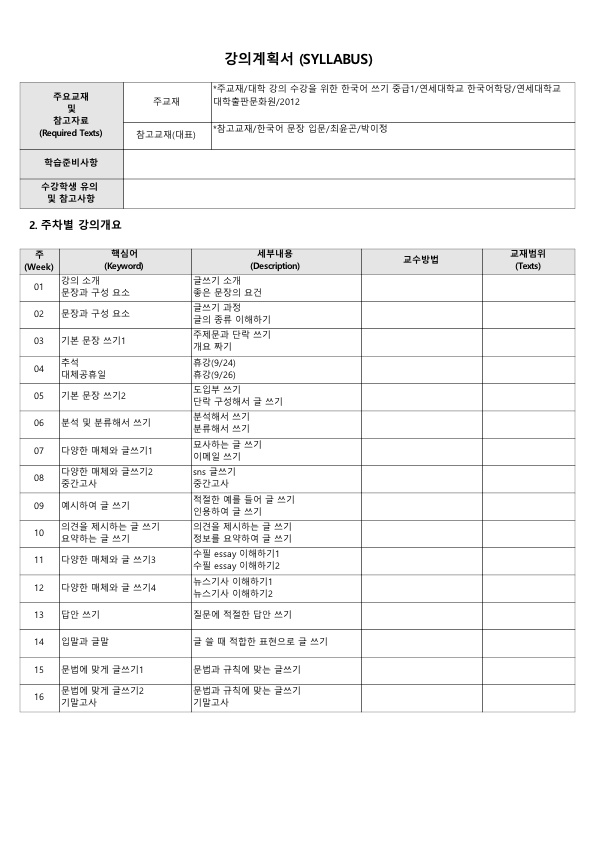 강의계획서 (SYLLABUS)
주요교재
및
참고자료
(Required Texts)
주교재
*주교재/대학 강의 수강을 위한 한국어 쓰기 중급1/연세대학교 한국어학당/연세대학교
대학출판문화원/2012
참고교재(대표)
*참고교재/한국어 문장 입문/최윤곤/박이정
학습준비사항
수강학생 유의
및 참고사항
2. 주차별 강의개요
주
(Week)
핵심어
(Keyword)
세부내용
(Description)
교수방법
교재범위
(Texts)
01
강의 소개
문장과 구성 요소
글쓰기 소개
좋은 문장의 요건
02
문장과 구성 요소
글쓰기 과정
글의 종류 이해하기
03
기본 문장 쓰기1
주제문과 단락 쓰기
개요 짜기
04
추석
대체공휴일
휴강(9/24)
휴강(9/26)
05
기본 문장 쓰기2
도입부 쓰기
단락 구성해서 글 쓰기
06
분석 및 분류해서 쓰기
분석해서 쓰기
분류해서 쓰기
07
다양한 매체와 글쓰기1
묘사하는 글 쓰기
이메일 쓰기
08
다양한 매체와 글쓰기2
중간고사
sns 글쓰기
중간고사
09
예시하여 글 쓰기
적절한 예를 들어 글 쓰기
인용하여 글 쓰기
10
의견을 제시하는 글 쓰기
요약하는 글 쓰기
의견을 제시하는 글 쓰기
정보를 요약하여 글 쓰기
11
다양한 매체와 글 쓰기3
수필 essay 이해하기1
수필 essay 이해하기2
12
다양한 매체와 글 쓰기4
뉴스기사 이해하기1
뉴스기사 이해하기2
13
답안 쓰기
질문에 적절한 답안 쓰기
14
입말과 글말
글 쓸 때 적합한 표현으로 글 쓰기
15
문법에 맞게 글쓰기1
문법과 규칙에 맞는 글쓰기
16
문법에 맞게 글쓰기2
기말고사
문법과 규칙에 맞는 글쓰기
기말고사